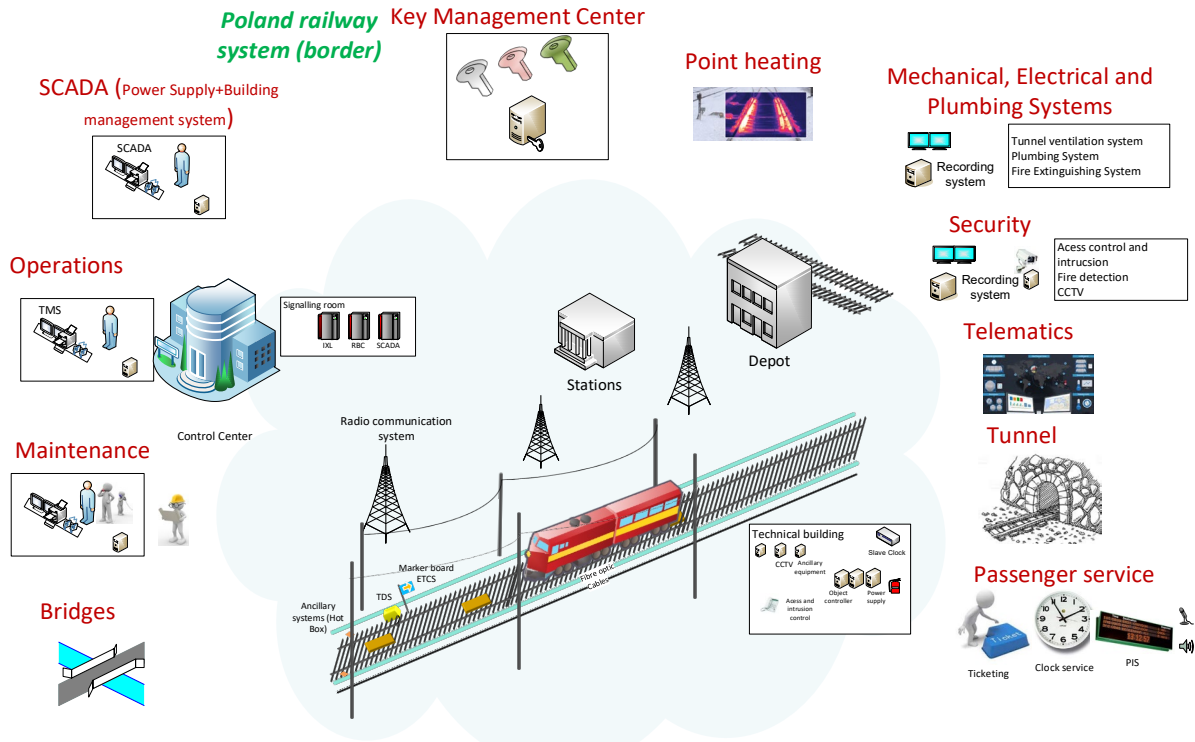 Poland railway
system (border)
Key Management Center
Point heating
SCADA (Power Supply+Building
management system)
SCADA
Mechanical, Electrical and
Plumbing Systems
Recording
system
Tunnel ventilation system
Plumbing System
Fire Extinguishing System
Security
Recording
system
Acess control and
intrucsion
Fire detection
CCTV
Operations
TMS
Signalling room
IXL
RBC
SCADA
Control Center
Stations
Depot
Telematics
Radio communication
system
Maintenance
Tunnel
Marker board
ETCS
TDS
Ancillary
systems (Hot
Box)
Fibre optic
Cables
Technical building
CCTV
Ancillary
equipment
Slave Clock
Object
controller
Power
supply
Acess and
intrusion
control
Bridges
Passenger service
Ticket
Ticketing
Clock service
13:12:57
PIS